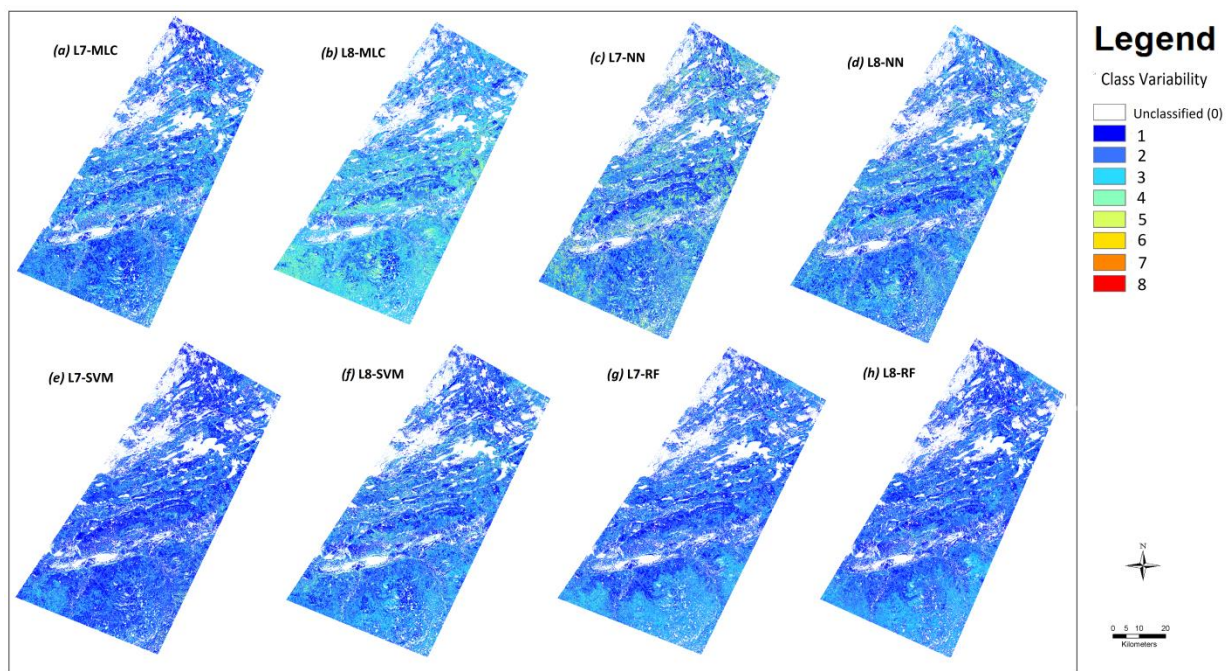 (a) L7-MLC
(b) L8-MLC
(c) L7-NN
(d) L8-NN
(e) L7-SVM
(f) L8-SVM
(g) L7-RF
(h) L8-RF
Legend
Class Variability
Unclassified (0)
1
2
3
4
5
6
7
8
N
0 5 10 20
Kilometers